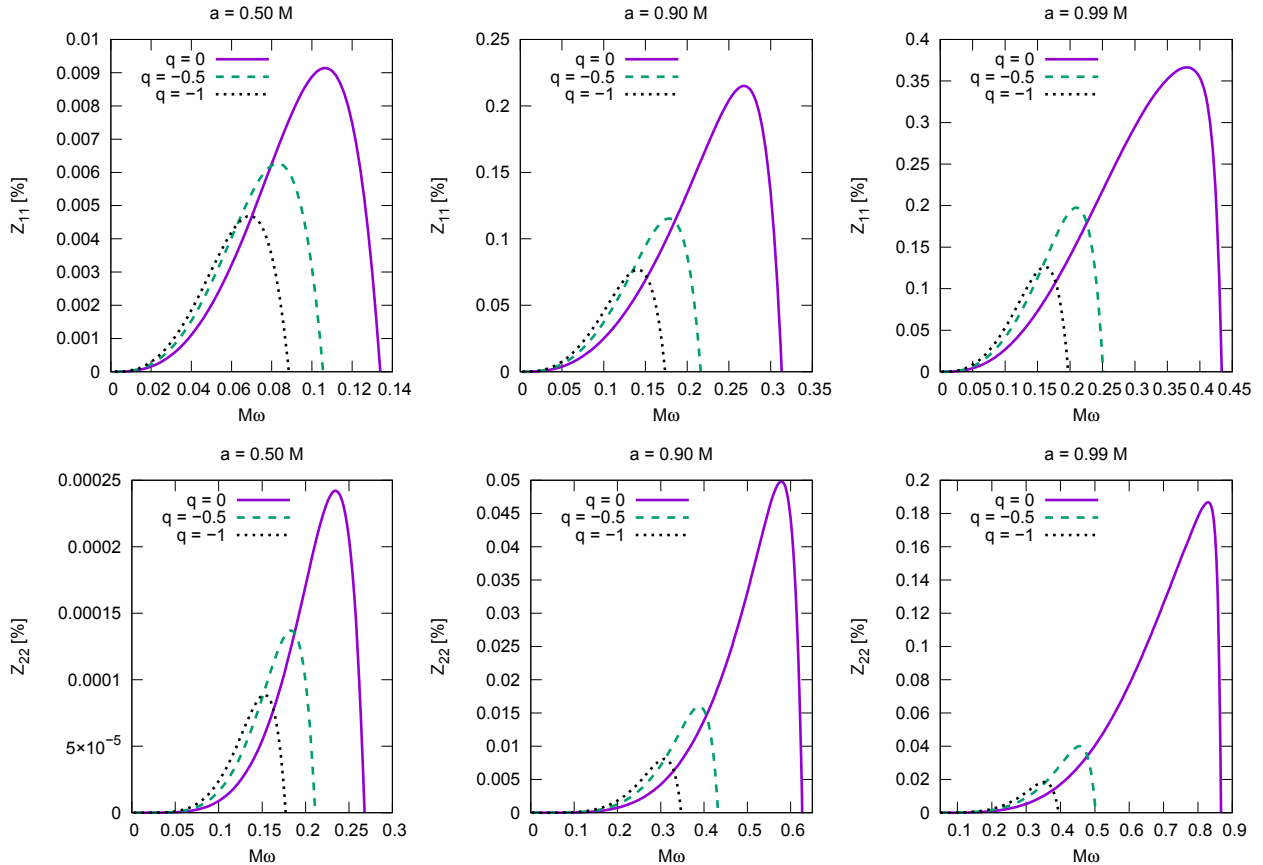 a = 0.50 M
Z11 [%]
0.01
0.009
0.008
0.007
0.006
0.005
0.004
0.003
0.002
0.001
0
q = 0
q = −0.5
q = −1
0 0.02 0.04 0.06 0.08 0.1 0.12 0.14
Mω
a = 0.90 M
Z11 [%]
0.25
0.2
0.15
0.1
0.05
0
q = 0
q = −0.5
q = −1
0 0.05 0.1 0.15 0.2 0.25 0.3 0.35
Mω
a = 0.99 M
Z11 [%]
0.4
0.35
0.3
0.25
0.2
0.15
0.1
0.05
0
q = 0
q = −0.5
q = −1
0 0.05 0.1 0.15 0.2 0.25 0.30 0.35 0.4 0.45
Mω
a = 0.50 M
Z22 [%]
0.00025
0.0002
0.00015
0.0001
5×10−5
0
q = 0
q = −0.5
q = −1
0 0.05 0.1 0.15 0.2 0.25 0.3
Mω
a = 0.90 M
Z22 [%]
0.05
0.045
0.04
0.035
0.03
0.025
0.02
0.015
0.01
0.005
0
q = 0
q = −0.5
q = −1
0 0.1 0.2 0.3 0.4 0.5 0.6
Mω
a = 0.99 M
Z22 [%]
0.2
0.18
0.16
0.14
0.12
0.1
0.08
0.06
0.04
0.02
0
q = 0
q = −0.5
q = −1
0.1 0.2 0.3 0.4 0.5 0.6 0.7 0.8 0.9
Mω